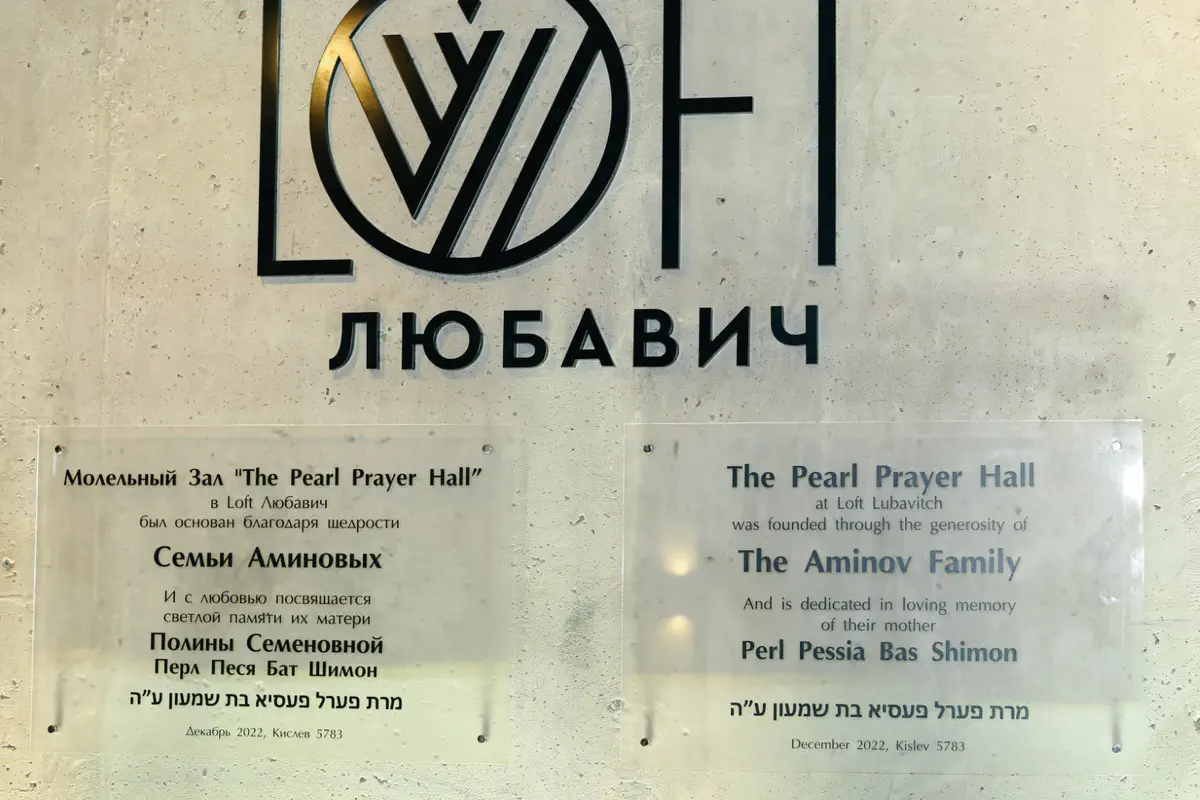 LOFT
ЛЮБАВИЧ
Молельный Зал "The Pearl Prayer Hall”
в Loft Любавич
был основан благодаря щедрости
Семьи Аминовых
И с любовью посвящается
светлой памяти их матери
Полины Семеновной
Перл Песя Бат Шимон
מרת פערל פעסיא בת שמעון ע”ה
Декабрь 2022, Кислев 5783
The Pearl Prayer Hall
at Loft Lubavitch
was founded through the generosity of
The Aminov Family
And is dedicated in loving memory
of their mother
Perl Pessia Bas Shimon
מרת פערל פעסיא בת שמעון ע”ה
December 2022, Kislev 5783